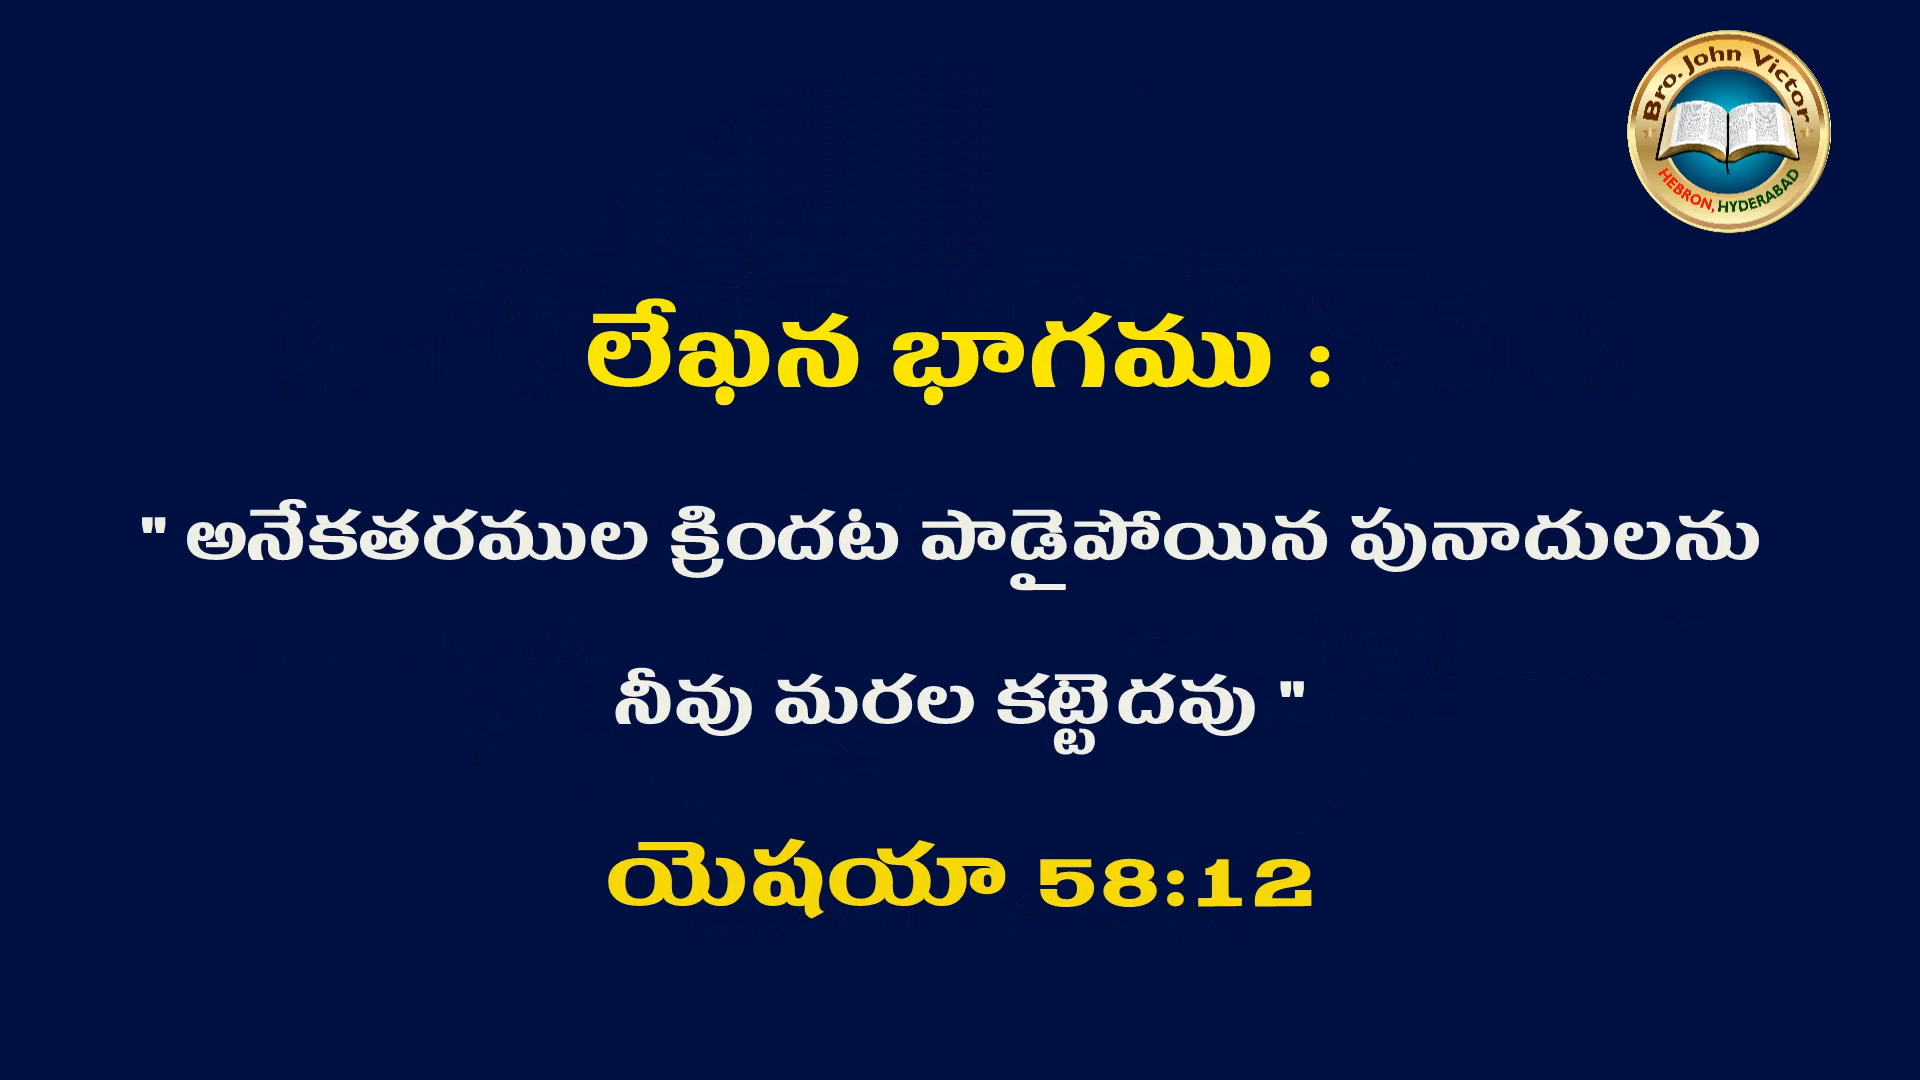 Bro. John Victor
HEBRON, HYDERABAD
లేఖన భాగము :
" అనేకతరముల క్రిందట పాడైపోయిన పునాదులను
నీవు మరల కట్టెదవు "
యెషయా 58:12